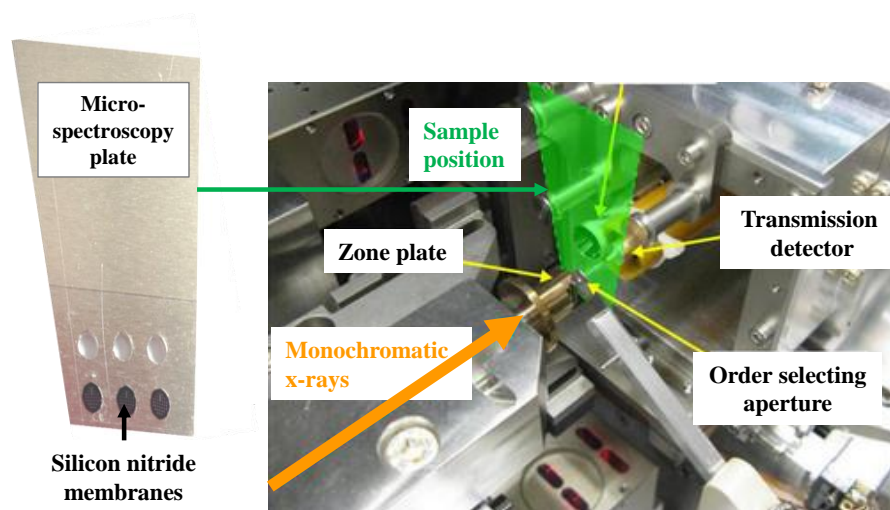 Micro-
spectroscopy
plate
Sample
position
Zone plate
Transmission
detector
Monochromatic
x-rays
Order selecting
aperture
Silicon nitride
membranes